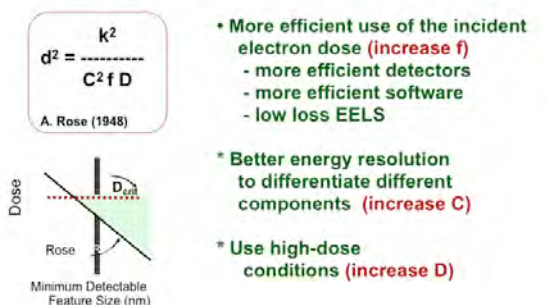 d² = k²
----------
C² f D
A. Rose (1948)
• More efficient use of the incident
electron dose (increase f)
- more efficient detectors
- more efficient software
- low loss EELS
* Better energy resolution
to differentiate different
components (increase C)
* Use high-dose
conditions (increase D)
Dose
D crit
Rose
Minimum Detectable
Feature Size (nm)